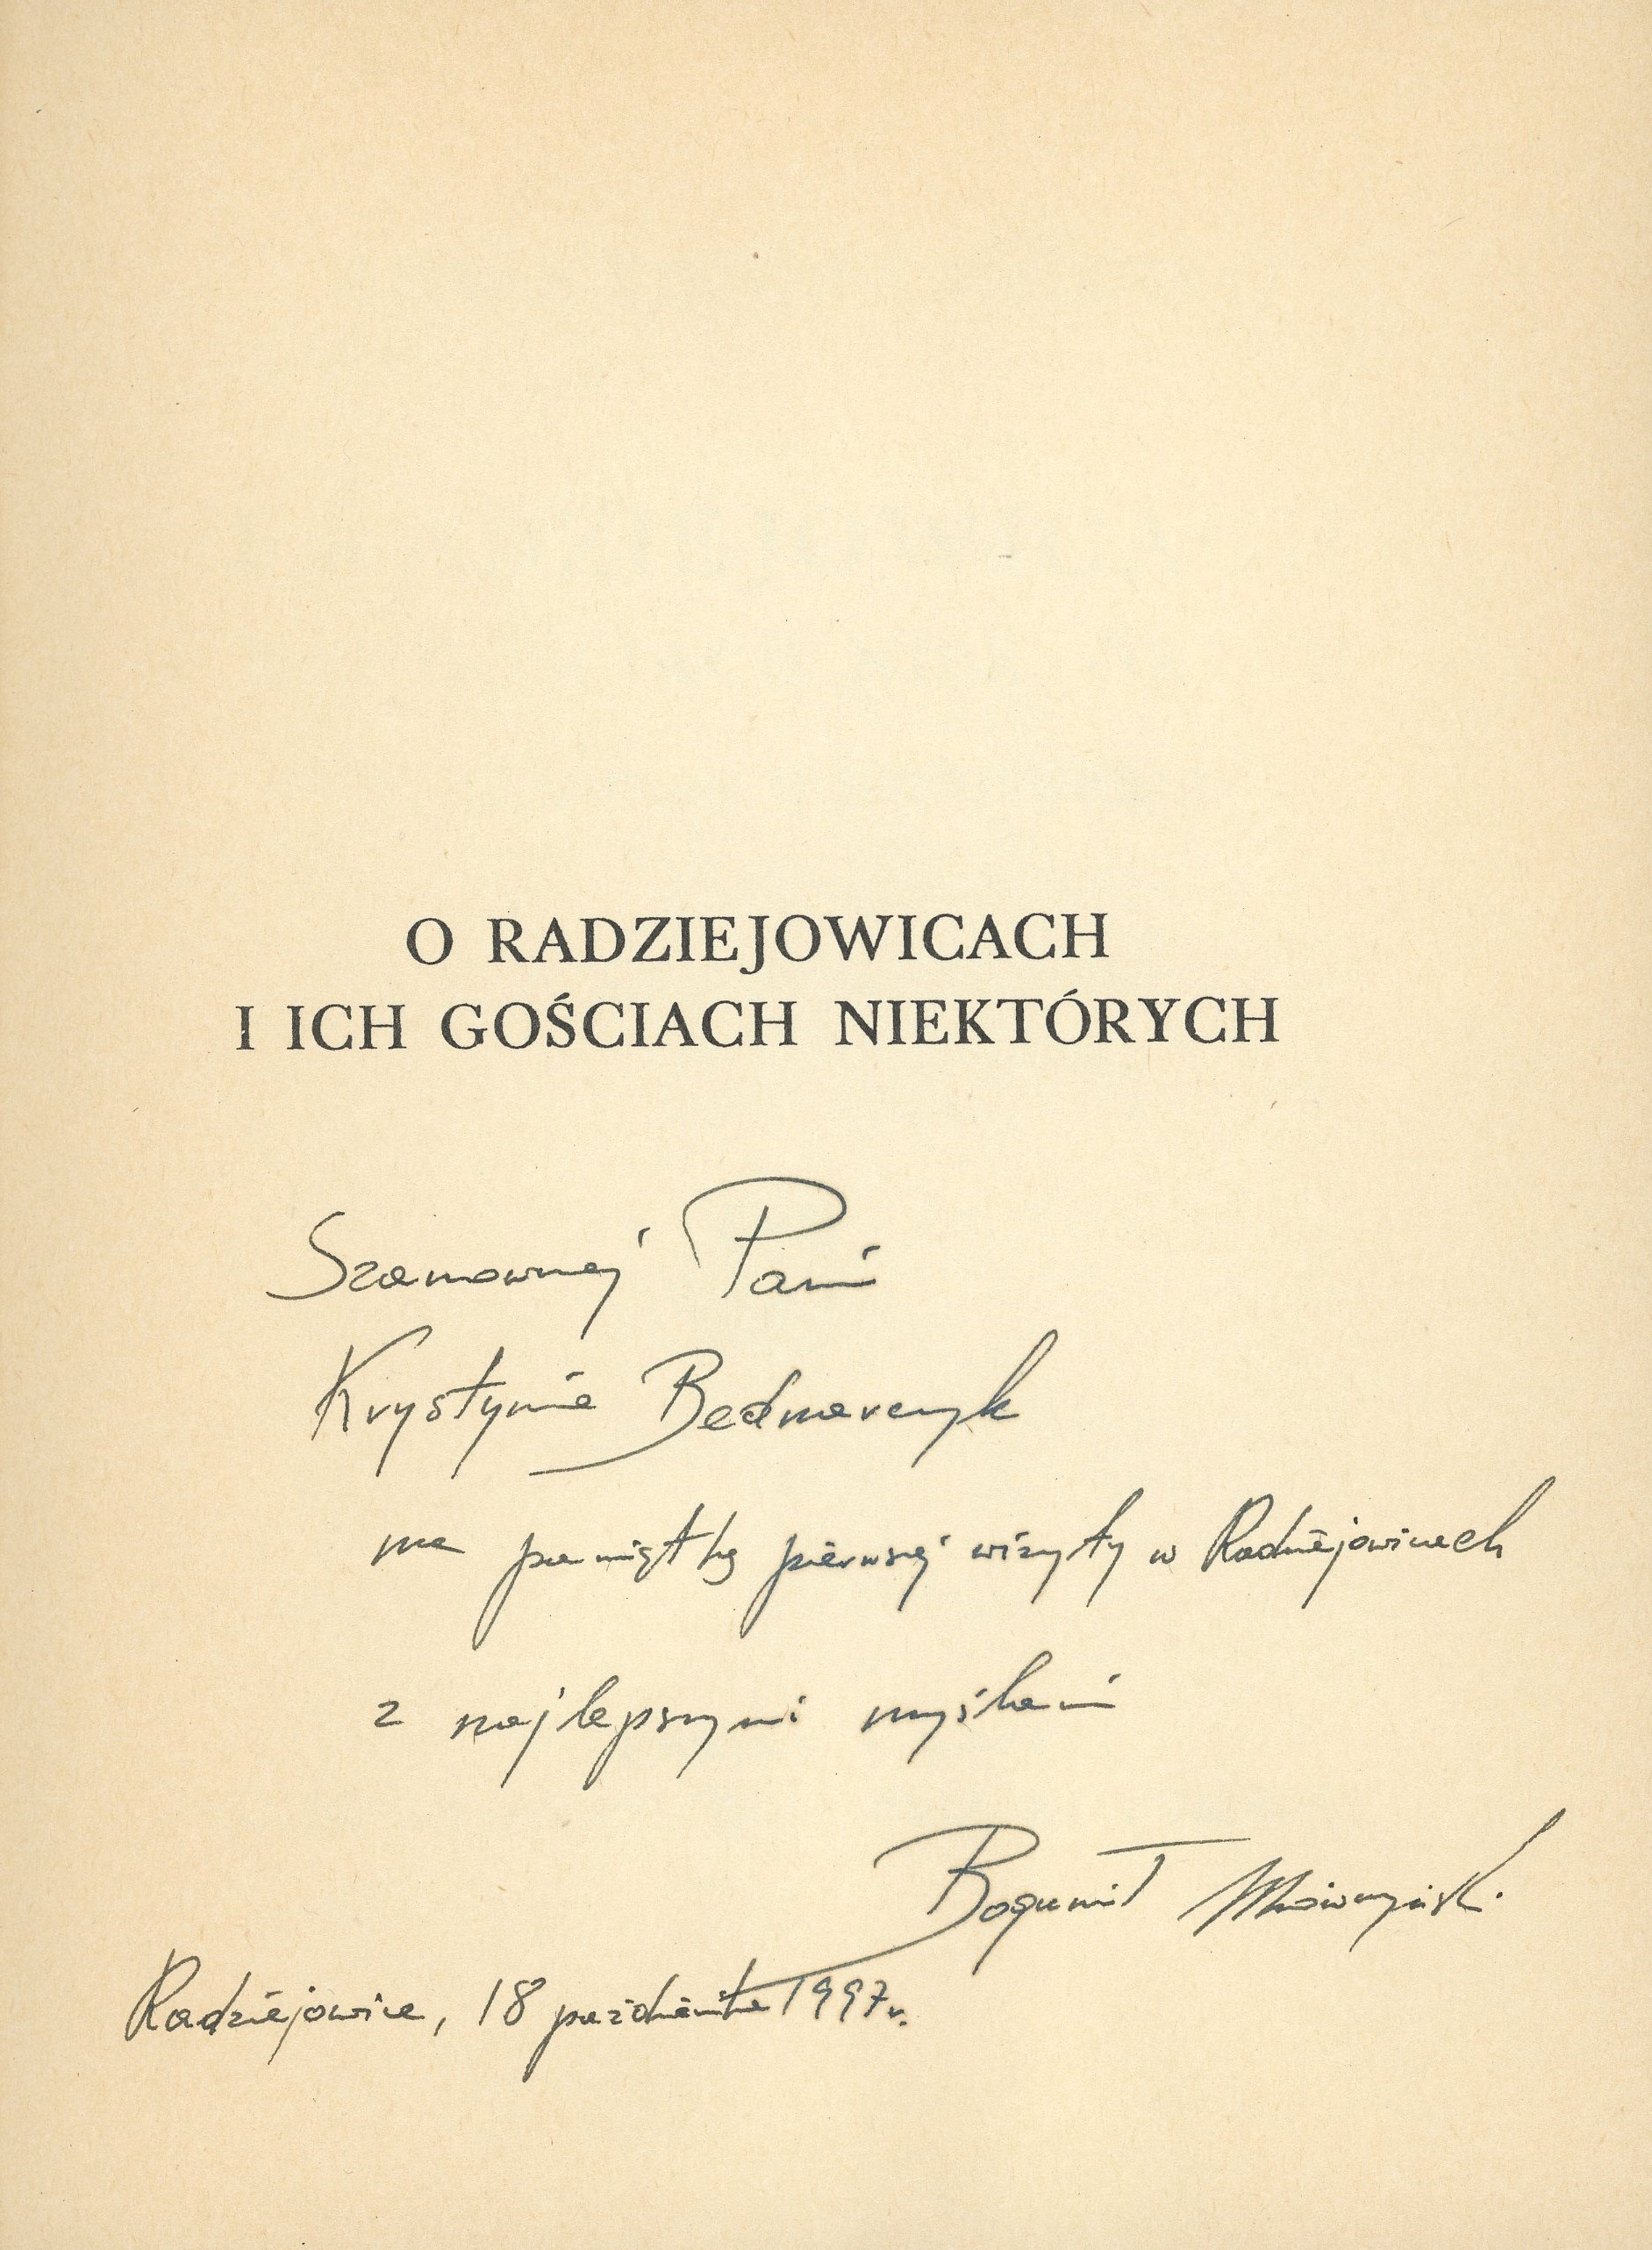 O RADZIEJOWICACH
I ICH GOŚCIACH NIEKTÓRYCH
Szanownej Pani
Krystynie Bednarczyk
na pamiątkę pierwszej wizyty w Radziejowicach
z najlepszymi myślami
Bogumił Mrówczyński
Radziejowice, 18 października 1997 r.